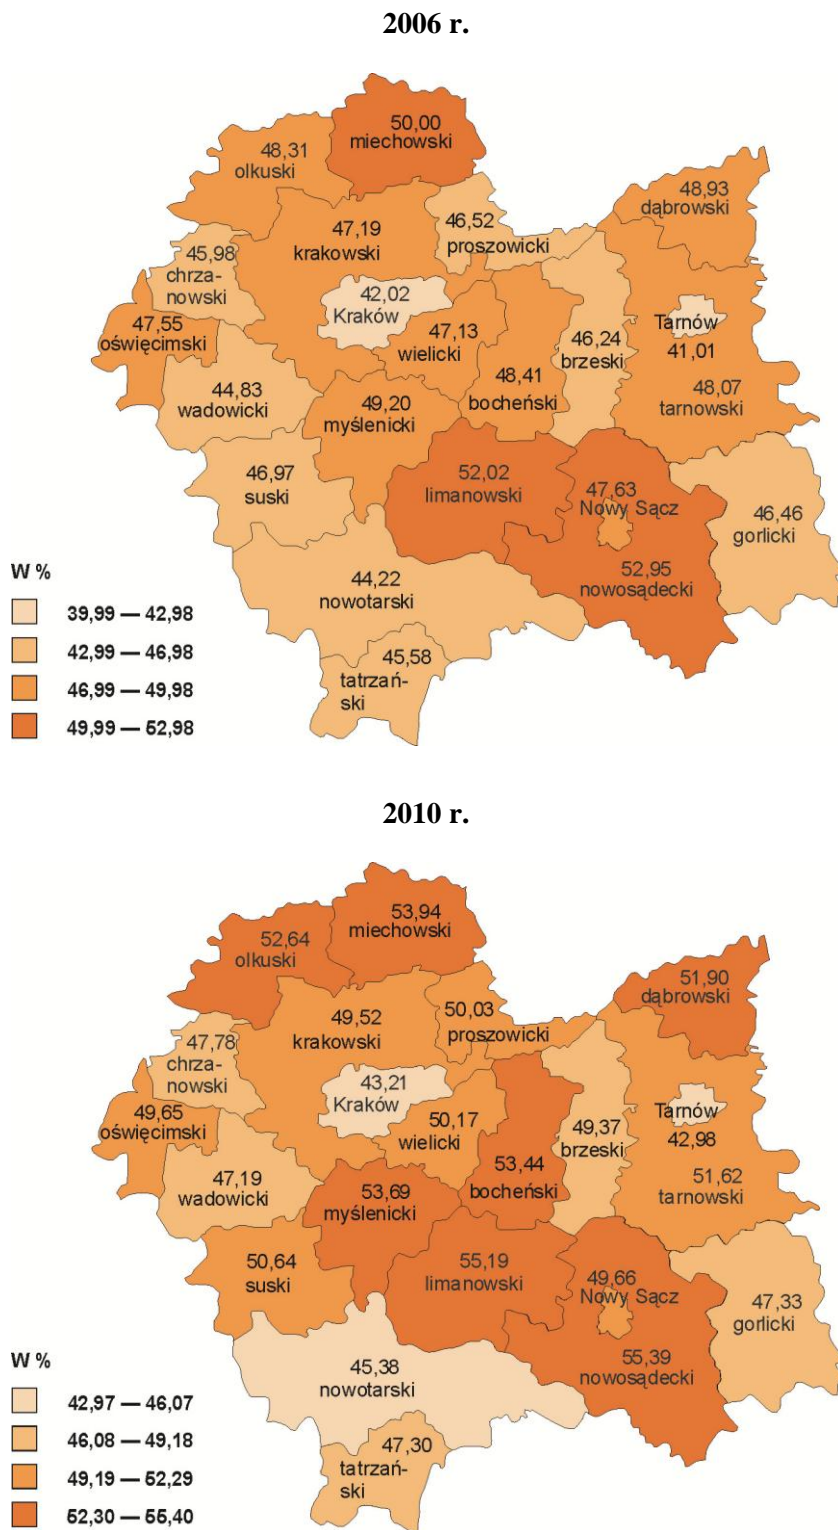 2006 r.
50,00
miechowski
48,31
olkuski
48,93
dąbrowski
47,19
krakowski
46,52
proszowicki
45,98
chrza-
nowski
42,02
Kraków
Tarnów
41,01
47,55
oświęcimski
47,13
wielicki
46,24
brzeski
48,41
bocheński
48,07
tarnowski
44,83
wadowicki
49,20
myślenicki
46,97
suski
52,02
limanowski
47,63
Nowy Sącz
46,46
gorlicki
52,95
nowosądecki
44,22
nowotarski
45,58
tatrzań-
ski
W %
39,99 — 42,98
42,99 — 46,98
46,99 — 49,98
49,99 — 52,98
2010 r.
53,94
miechowski
52,64
olkuski
51,90
dąbrowski
49,52
krakowski
50,03
proszowicki
47,78
chrza-
nowski
43,21
Kraków
Tarnów
42,98
49,65
oświęcimski
50,17
wielicki
49,37
brzeski
53,44
bocheński
51,62
tarnowski
47,19
wadowicki
53,69
myślenicki
50,64
suski
55,19
limanowski
49,66
Nowy Sącz
47,33
gorlicki
55,39
nowosądecki
45,38
nowotarski
47,30
tatrzań-
ski
W %
42,97 — 46,07
46,08 — 49,18
49,19 — 52,29
52,30 — 55,40